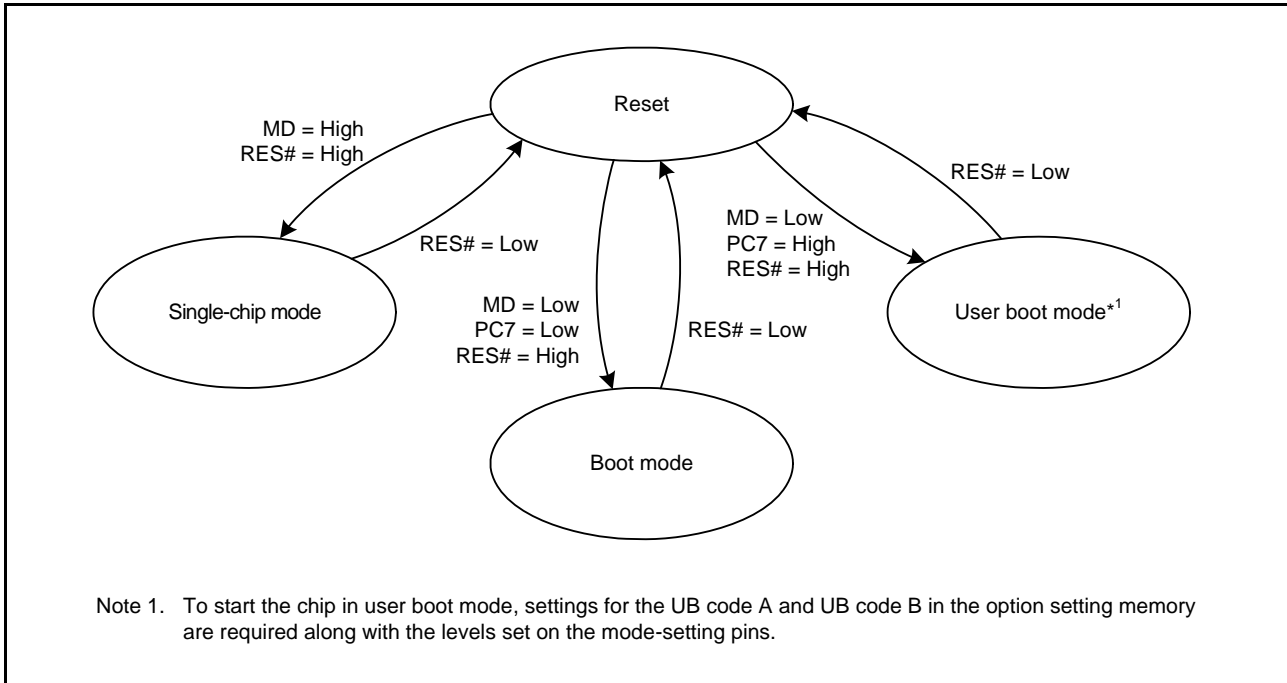 Reset
MD = High
RES# = High
RES# = Low
RES# = Low
MD = Low
PC7 = High
RES# = High
Single-chip mode
MD = Low
PC7 = Low
RES# = High
RES# = Low
User boot mode*1
Boot mode
Note 1. To start the chip in user boot mode, settings for the UB code A and UB code B in the option setting memory
are required along with the levels set on the mode-setting pins.